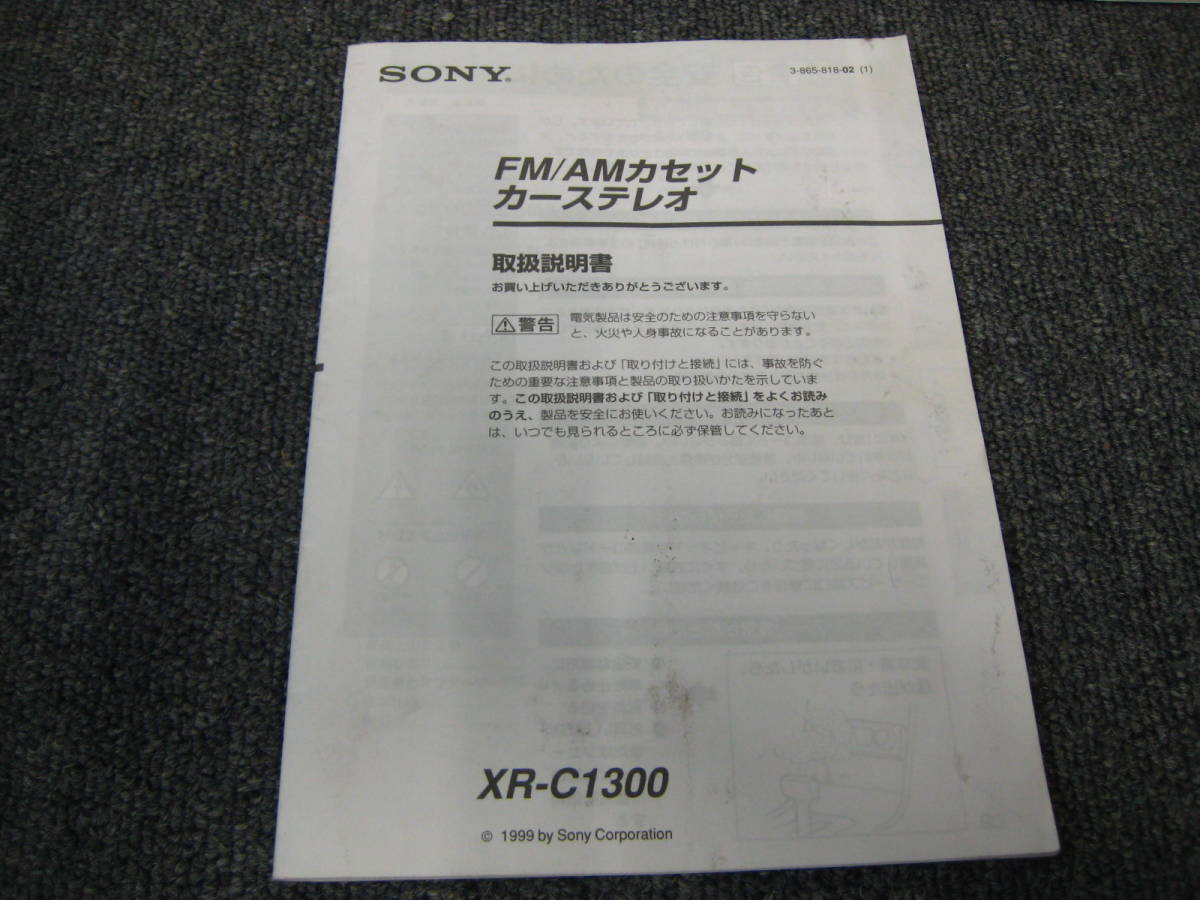 SONY®
3-865-818-02 (1)
FM/AMカセット
カーステレオ
取扱説明書
お買い上げいただきありがとうございます。
警告
電気製品は安全のための注意事項を守らない
と、火災や人身事故になることがあります。
この取扱説明書および「取り付けと接続」には、事故を防ぐ
ための重要な注意事項と製品の取り扱いかたを示していま
す。この取扱説明書および「取り付けと接続」をよくお読み
のうえ、製品を安全にお使いください。お読みになったあと
は、いつでも見られるところに必ず保管してください。
XR-C1300
© 1999 by Sony Corporation